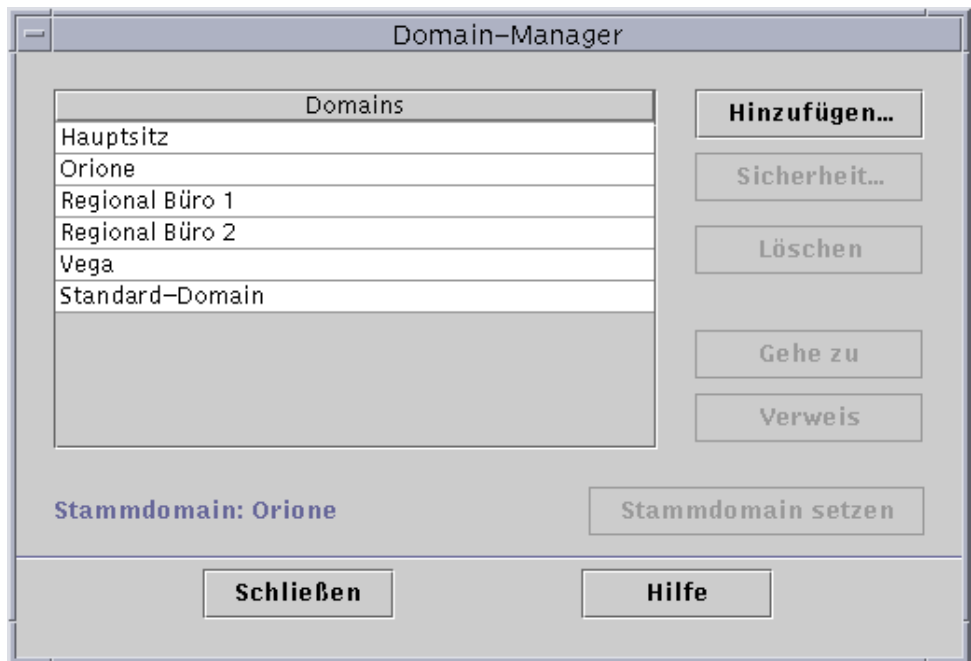 Domain–Manager
Domains
Hinzufügen...
Hauptsitz
Orione
Sicherheit...
Regional Büro 1
Regional Büro 2
Löschen
Vega
Standard–Domain
Gehe zu
Verweis
Stammdomain: Orione
Stammdomain setzen
Schließen
Hilfe